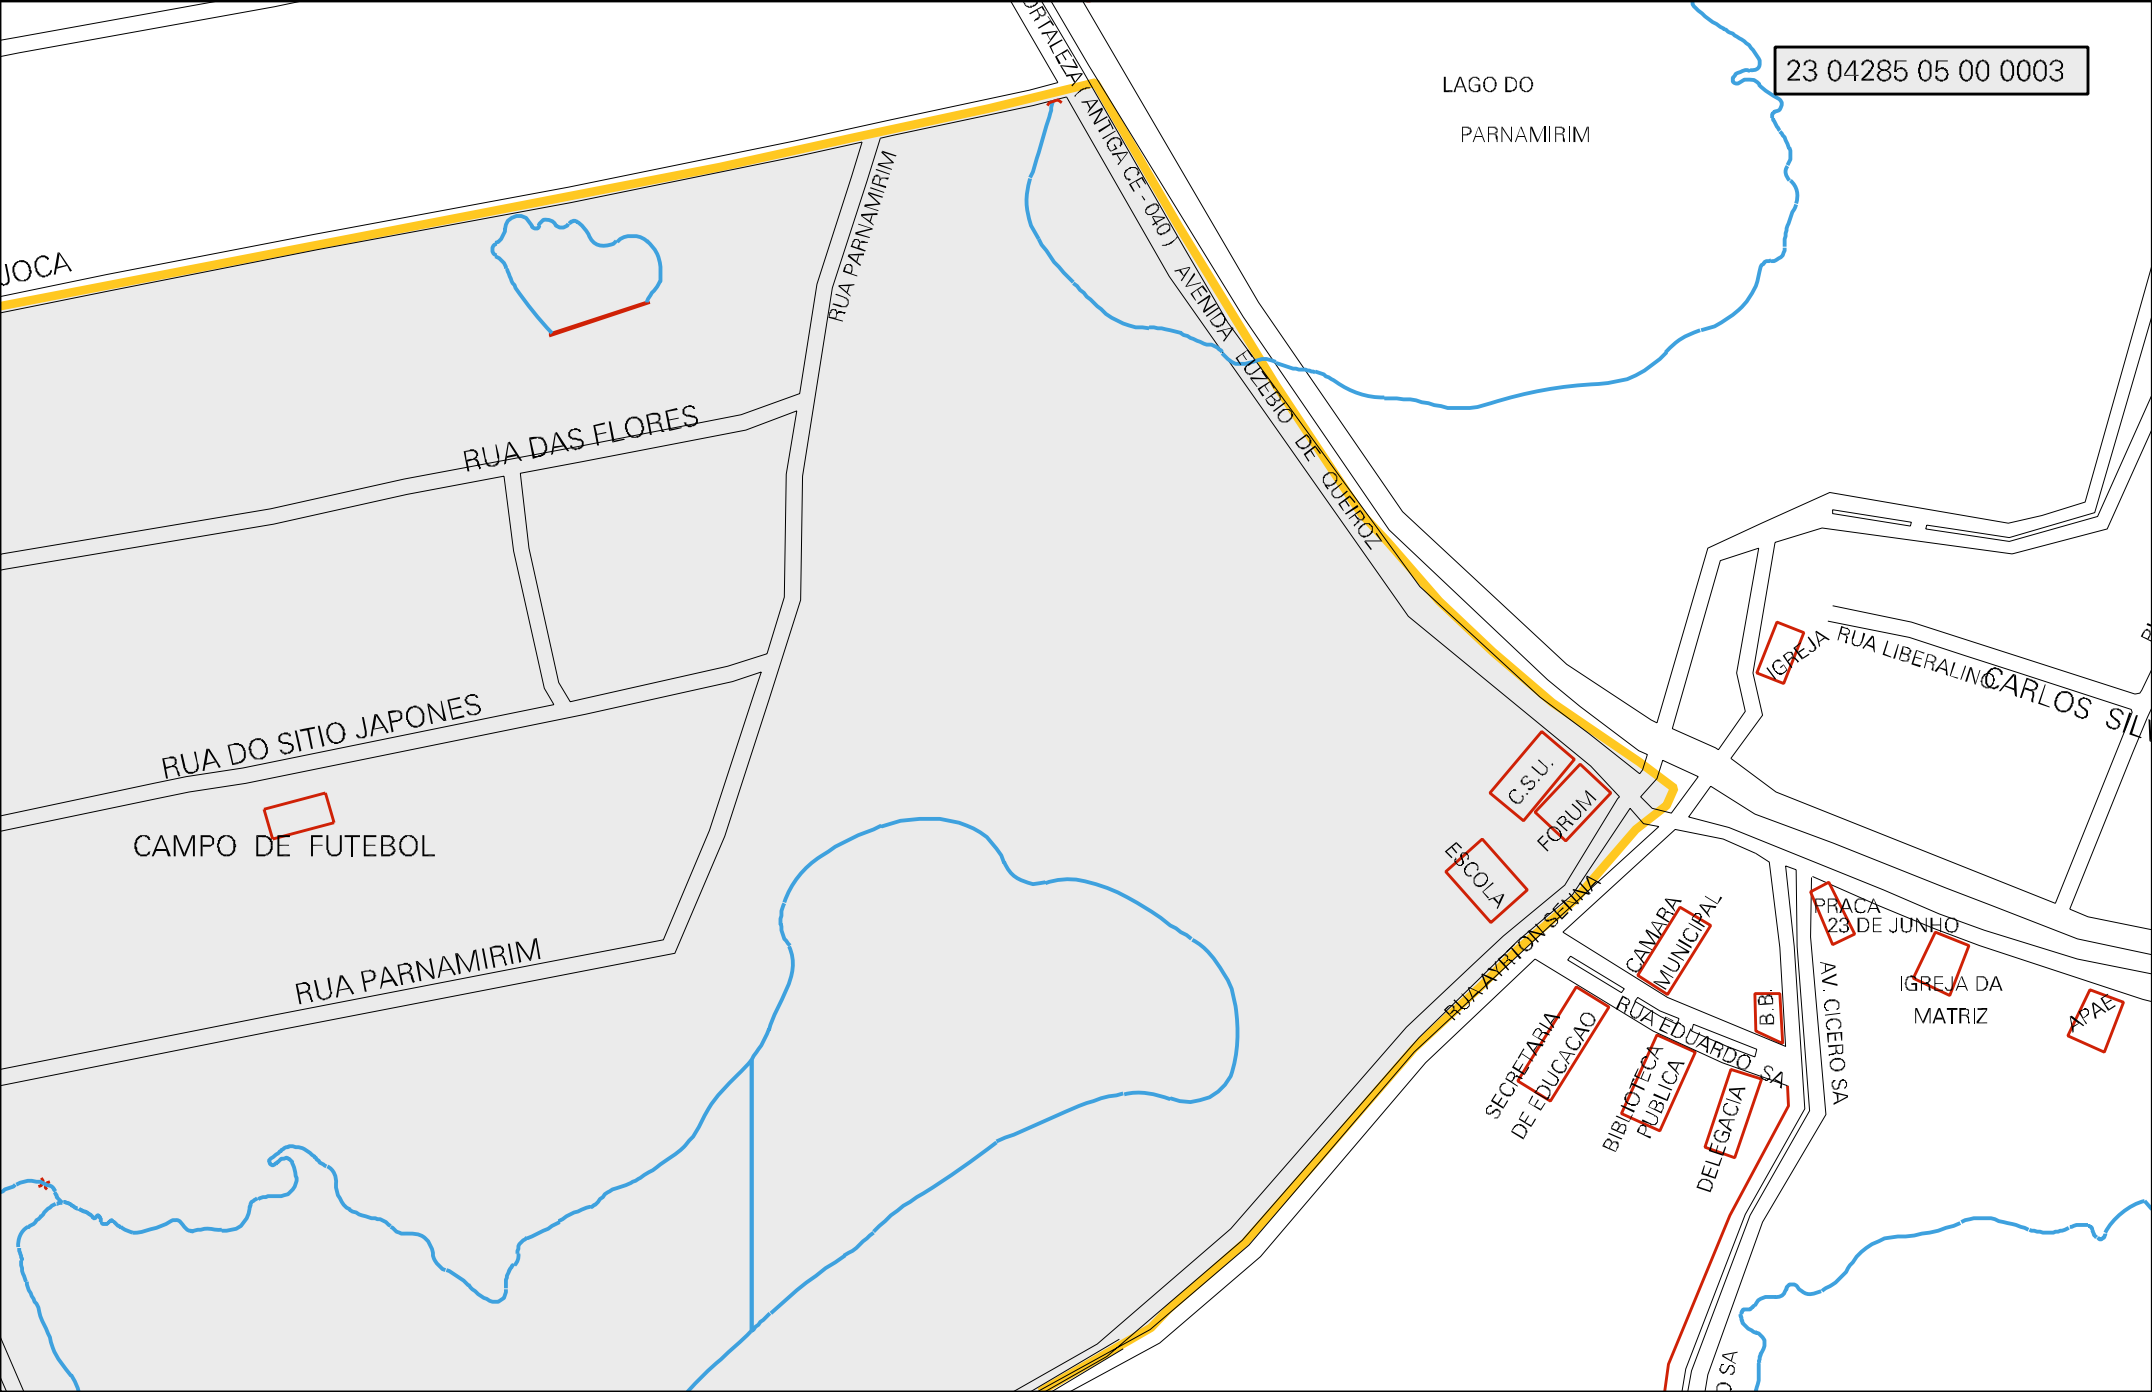 23 04285 05 00 0003
LAGO DO
PARNAMIRIM
( ANTIGA CE - 040 ) AVENIDA EUZEBIO DE QUEIROZ
JOCA
RUA PARNAMIRIM
RUA DAS FLORES
RUA DO SITIO JAPONES
CAMPO DE FUTEBOL
RUA PARNAMIRIM
IGREJA
RUA LIBERALINO
CARLOS
C.S.U.
FORUM
ESCOLA
RUA AYRTON SENNA
CAMARA
MUNICIPAL
PRACA
23 DE JUNHO
IGREJA DA
MATRIZ
APAE
B.B.
AV. CICERO SA
RUA EDUARDO SA
SECRETARIA
DE EDUCACAO
BIBLIOTECA
PUBLICA
DELEGACIA
SA